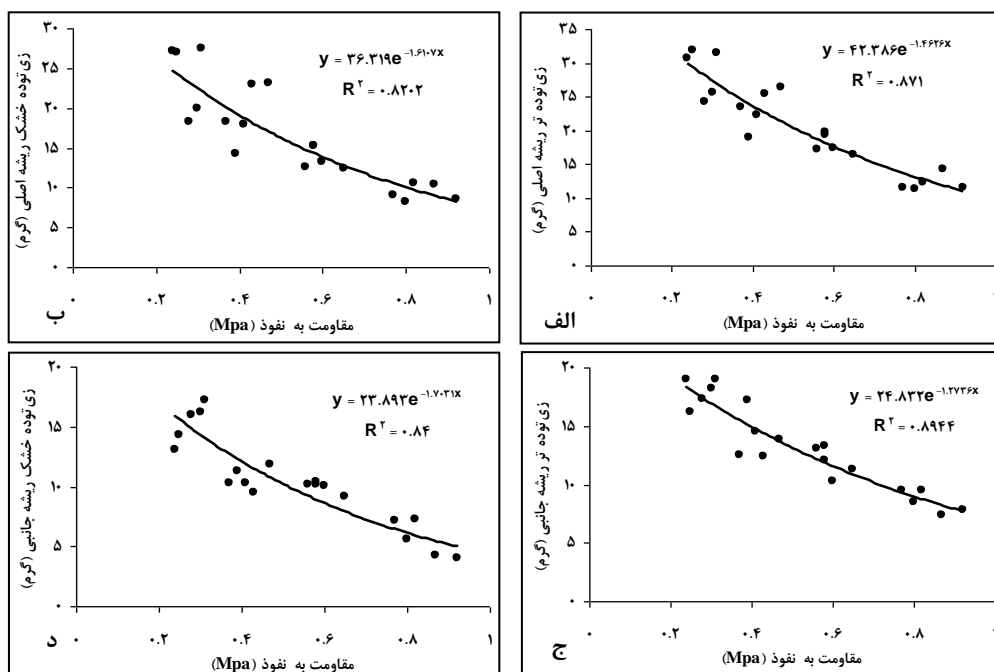 ۳۵
۳۰
۲۵
۲۰
۱۵
۱۰
۵
۰
زی‌توده تر ریشه اصلی (گرم)
y = ۴۲.۳۸۶e^-۱.۴۶۲۶x
R^۲ = ۰.۸۷۱
۰ ۰.۲ ۰.۴ ۰.۶ ۰.۸ ۱
مقاومت به نفوذ (Mpa)
الف
۳۰
۲۵
۲۰
۱۵
۱۰
۵
۰
زی‌توده خشک ریشه اصلی (گرم)
y = ۳۶.۳۱۹e^-۱.۶۱۰۷x
R^۲ = ۰.۸۲۰۲
۰ ۰.۲ ۰.۴ ۰.۶ ۰.۸ ۱
مقاومت به نفوذ (Mpa)
ب
۲۰
۱۵
۱۰
۵
۰
زی‌توده تر ریشه جانبی (گرم)
y = ۲۴.۸۳۲e^-۱.۲۷۳۶x
R^۲ = ۰.۸۹۴۴
۰ ۰.۲ ۰.۴ ۰.۶ ۰.۸ ۱
مقاومت به نفوذ (Mpa)
ج
۲۰
۱۵
۱۰
۵
۰
زی‌توده خشک ریشه جانبی (گرم)
y = ۲۳.۸۹۳e^-۱.۷۰۳۱x
R^۲ = ۰.۸۴
۰ ۰.۲ ۰.۴ ۰.۶ ۰.۸ ۱
مقاومت به نفوذ (Mpa)
د